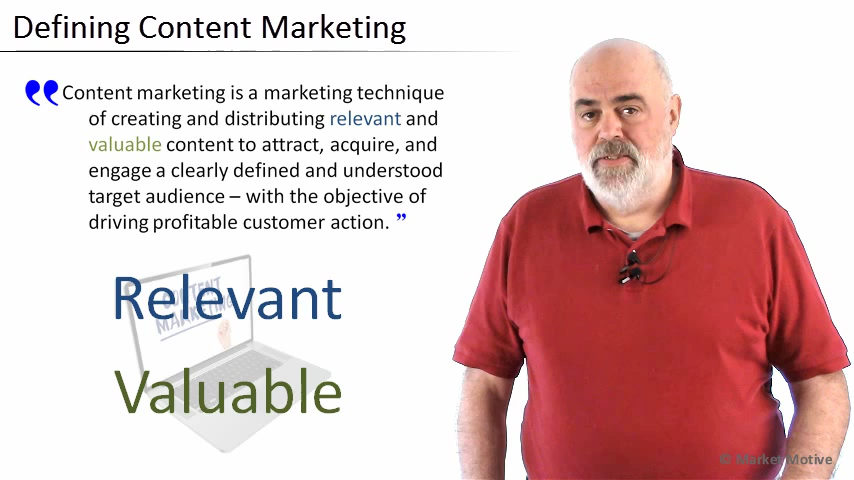 Defining Content Marketing
❝ Content marketing is a marketing technique
of creating and distributing relevant and
valuable content to attract, acquire, and
engage a clearly defined and understood
target audience – with the objective of
driving profitable customer action. ”
CONTENT
MARKETING
Relevant
Valuable
© Market Motive